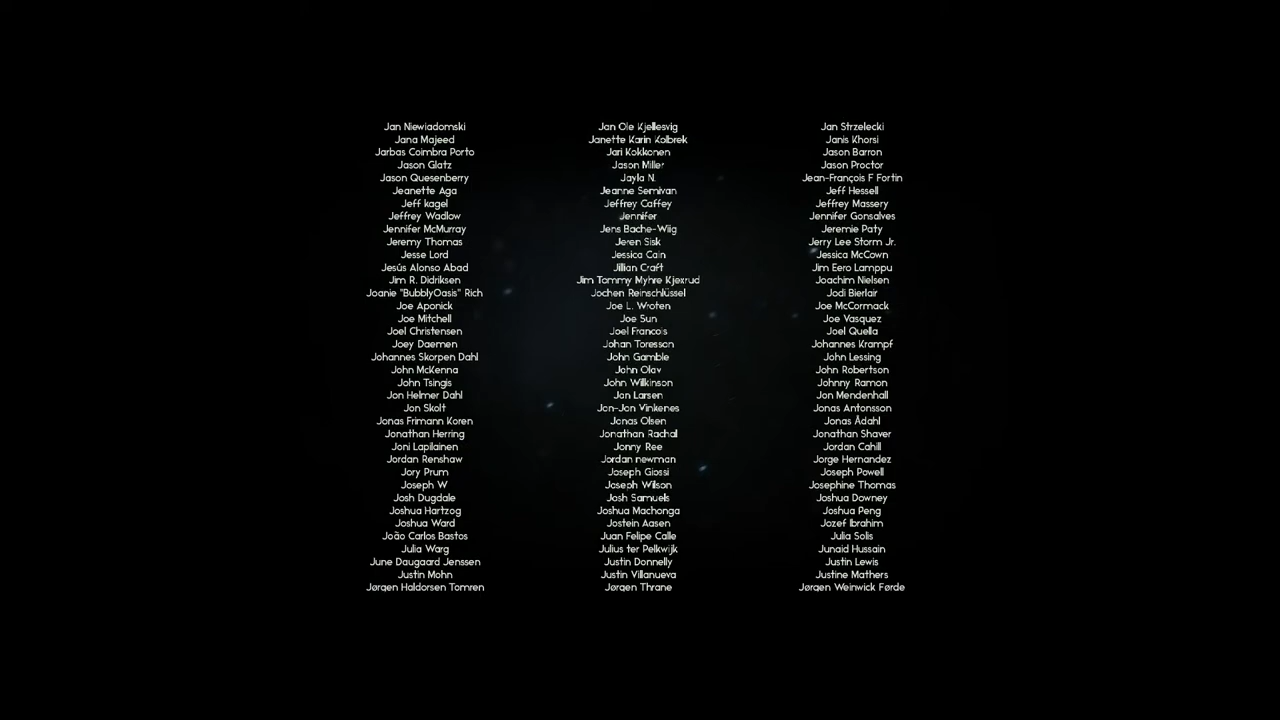 Jan Niewiadomski Jan Ole Kjellesvig Jan Strzelecki
Jana Majeed Janette Karin Kolbrek Janis Khorsi
Jarbas Coimbra Porto Jari Kokkonen Jason Barron
Jason Glatz Jason Miller Jason Proctor
Jason Quesenberry Jayla N. Jean-François F Fortin
Jeanette Aga Jeanne Semivan Jeff Hessell
Jeff kagel Jeffrey Caffey Jeffrey Massery
Jeffrey Wadlow Jennifer Jennifer Gonsalves
Jennifer McMurray Jens Bache-Wiig Jeremie Paty
Jeremy Thomas Jeren Sisk Jerry Lee Storm Jr.
Jesse Lord Jessica Cain Jessica McCown
Jesús Alonso Abad Jillian Craft Jim Eero Lamppu
Jim R. Didriksen Jim Tommy Myhre Kjexrud Joachim Nielsen
Joanie "BubblyOasis" Rich Jochen Reinschlüssel Jodi Bierlair
Joe Aponick Joe L. Wroten Joe McCormack
Joe Mitchell Joe Sun Joe Vasquez
Joel Christensen Joel Francois Joel Quella
Joey Daemen Johan Toresson Johannes Krampf
Johannes Skorpen Dahl John Gamble John Lessing
John McKenna John Olav John Robertson
John Tsingis John Wilkinson Johnny Ramon
Jon Helmer Dahl Jon Larsen Jon Mendenhall
Jon Skolt Jon-Jon Vinkenes Jonas Antonsson
Jonas Frimann Koren Jonas Olsen Jonas Ådahl
Jonathan Herring Jonathan Rachal Jonathan Shaver
Joni Lapilainen Jonny Ree Jordan Cahill
Jordan Renshaw Jordan newman Jorge Hernandez
Jory Prum Joseph Giossi Joseph Powell
Joseph W Joseph Wilson Josephine Thomas
Josh Dugdale Josh Samuels Joshua Downey
Joshua Hartzog Joshua Machonga Joshua Peng
Joshua Ward Jostein Aasen Jozef Ibrahim
João Carlos Bastos Juan Felipe Calle Julia Solis
Julia Warg Julius ter Pelkwijk Junaid Hussain
June Daugaard Jenssen Justin Donnelly Justin Lewis
Justin Mohn Justin Villanueva Justine Mathers
Jørgen Haldorsen Tomren Jørgen Thrane Jørgen Weinwick Førde